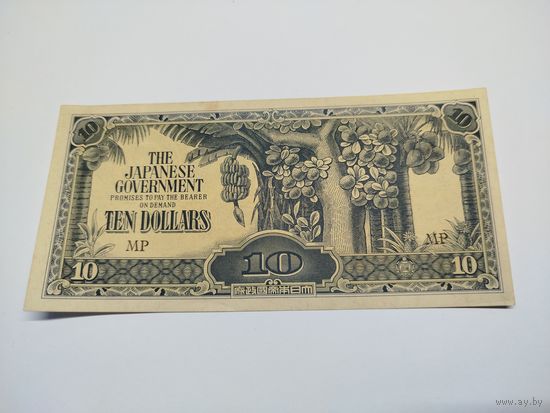 10
10
THE
JAPANESE
GOVERNMENT
PROMISES TO PAY THE BEARER
ON DEMAND
TEN DOLLARS
MP
MP
10
10
10
府政國帝本日大
www.ay.by